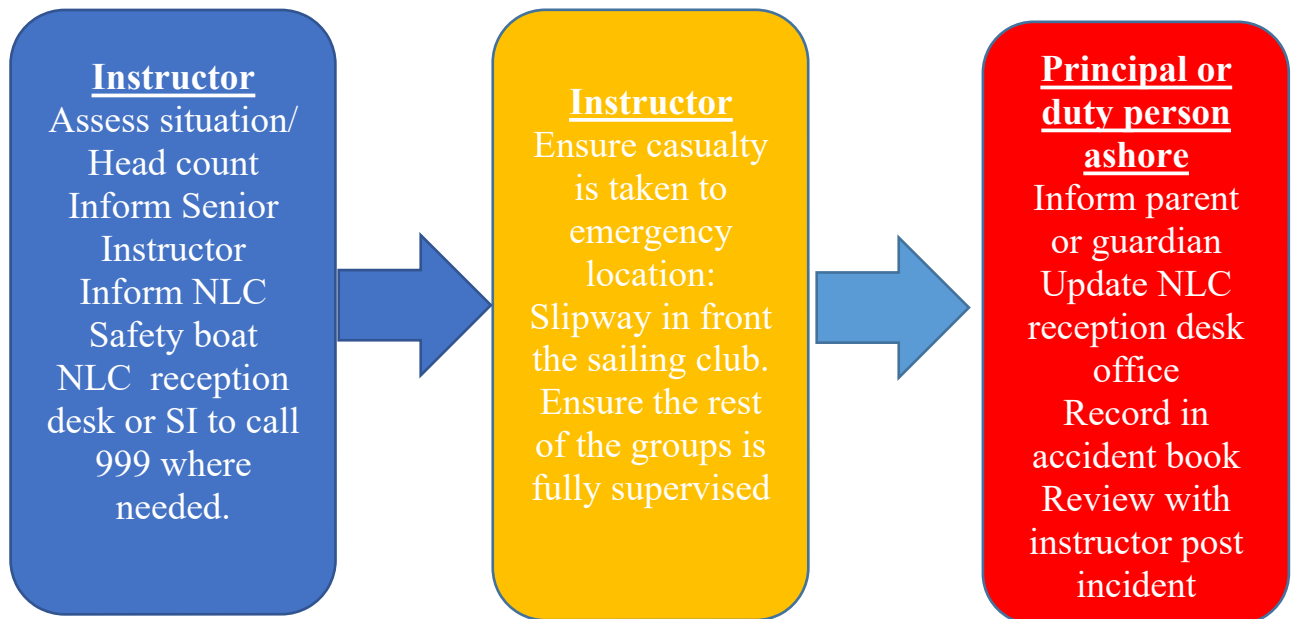 Instructor
Assess situation/
Head count
Inform Senior
Instructor
Inform NLC
Safety boat
NLC  reception
desk or SI to call
999 where
needed.
Instructor
Ensure casualty
is taken to
emergency
location:
Slipway in front
the sailing club.
Ensure the rest
of the groups is
fully supervised
Principal or
duty person
ashore
Inform parent
or guardian
Update NLC
reception desk
office
Record in
accident book
Review with
instructor post
incident